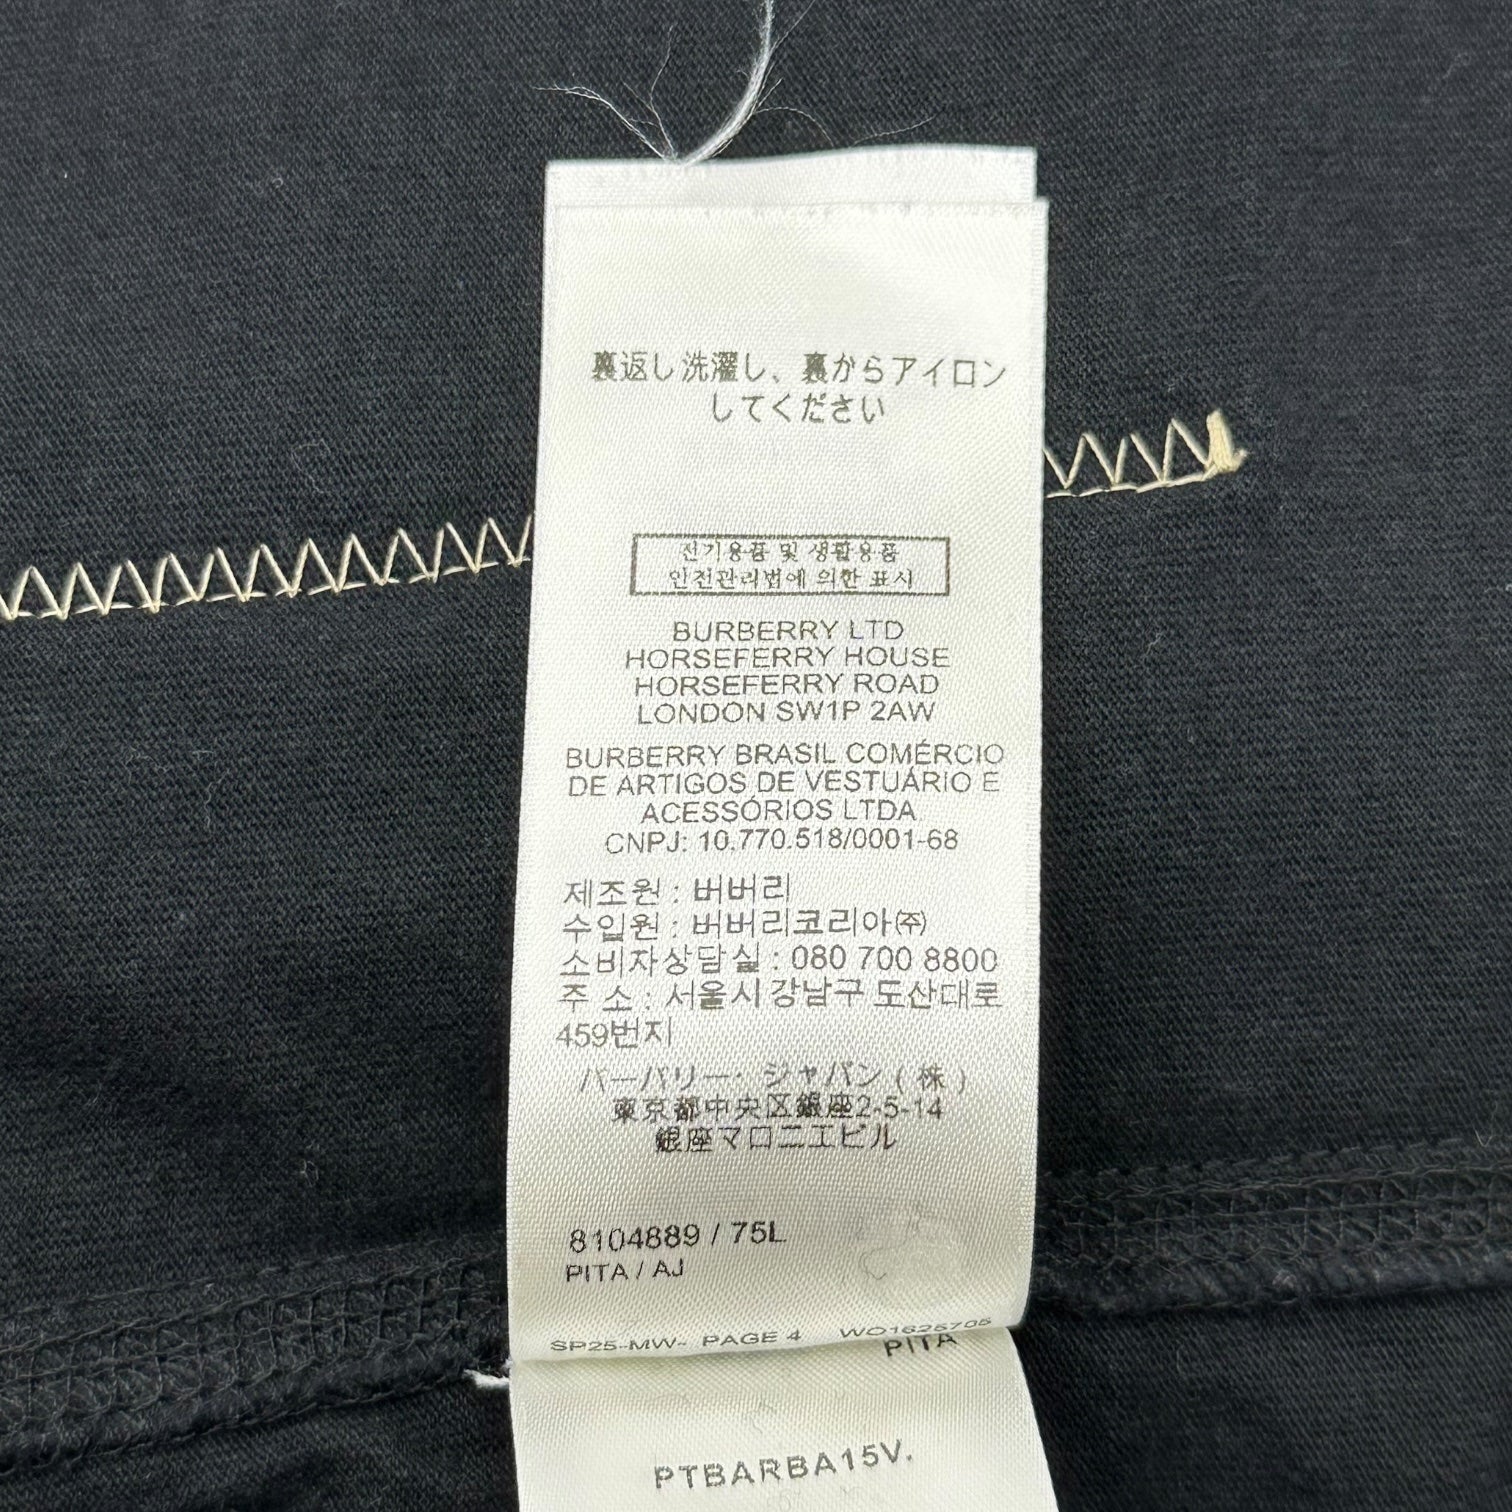 裏返し洗濯し、裏からアイロン
してください
전기용품 및 생활용품
안전관리법에 의한 표시
BURBERRY LTD
HORSEFERRY HOUSE
HORSEFERRY ROAD
LONDON SW1P 2AW
BURBERRY BRASIL COMÉRCIO
DE ARTIGOS DE VESTUÁRIO E
ACESSÓRIOS LTDA
CNPJ: 10.770.518/0001-68
제조원 : 버버리
수입원 : 버버리코리아㈜
소비자상담실 : 080 700 8800
주 소 : 서울시 강남구 도산대로
459번지
バーバリー・ジャパン(株)
東京都中央区銀座2-5-14
銀座マロニエビル
8104889 / 75L
PITA / AJ
SP25-MW- PAGE 4 WO1625705
PITA
PTBARBA15V.